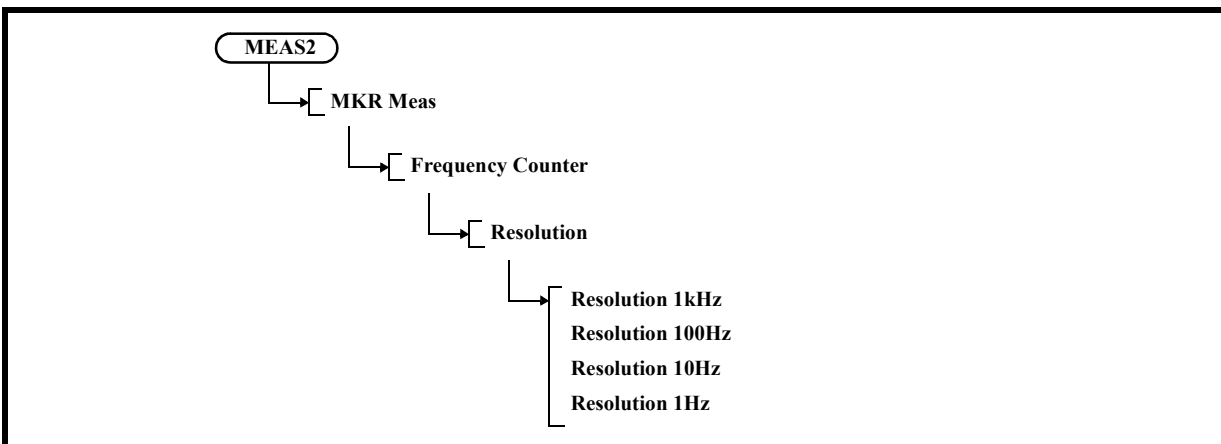 MEAS2
MKR Meas
Frequency Counter
Resolution
Resolution 1kHz
Resolution 100Hz
Resolution 10Hz
Resolution 1Hz